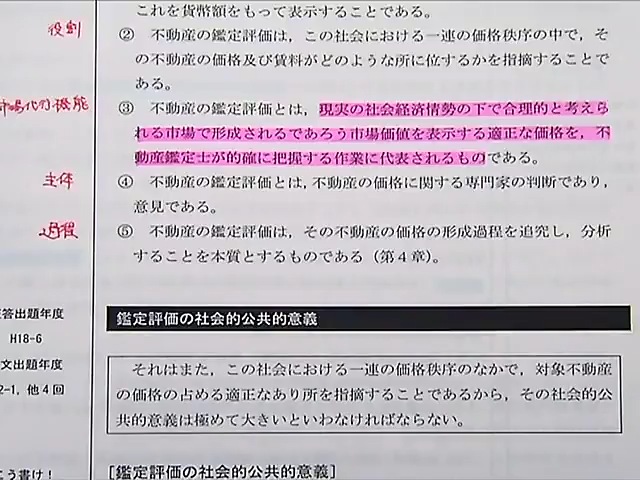 これを貨幣額をもって表示することである。
役割
② 不動産の鑑定評価は，この社会における一連の価格秩序の中で，そ
の不動産の価格及び賃料がどのような所に位するかを指摘することで
ある。
市場代行機能
③ 不動産の鑑定評価とは，現実の社会経済情勢の下で合理的と考えら
れる市場で形成されるであろう市場価値を表示する適正な価格を，不
動産鑑定士が的確に把握する作業に代表されるものである。
主体
④ 不動産の鑑定評価とは，不動産の価格に関する専門家の判断であり，
意見である。
過程
⑤ 不動産の鑑定評価は，その不動産の価格の形成過程を追究し，分析
することを本質とするものである（第４章）。
答出題年度
H18-6
文出題年度
2-1, 他４回
鑑定評価の社会的公共的意義
それはまた，この社会における一連の価格秩序のなかで，対象不動産
の価格の占める適正なあり所を指摘することであるから，その社会的公
共的意義は極めて大きいといわなければならない。
こう書け！
[鑑定評価の社会的公共的意義]